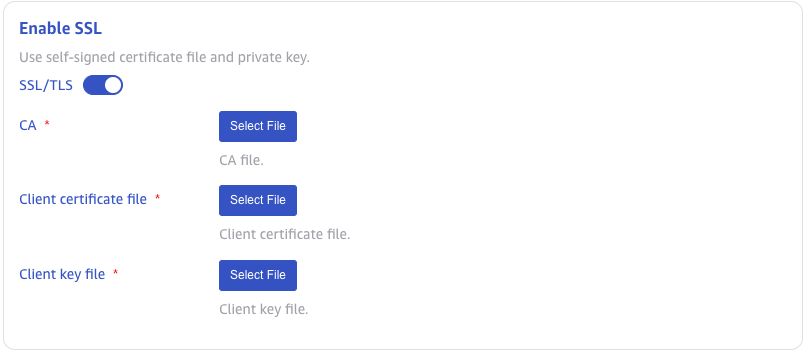 Enable SSL
Use self-signed certificate file and private key.
SSL/TLS
CA *
Select File
CA file.
Client certificate file *
Select File
Client certificate file.
Client key file *
Select File
Client key file.